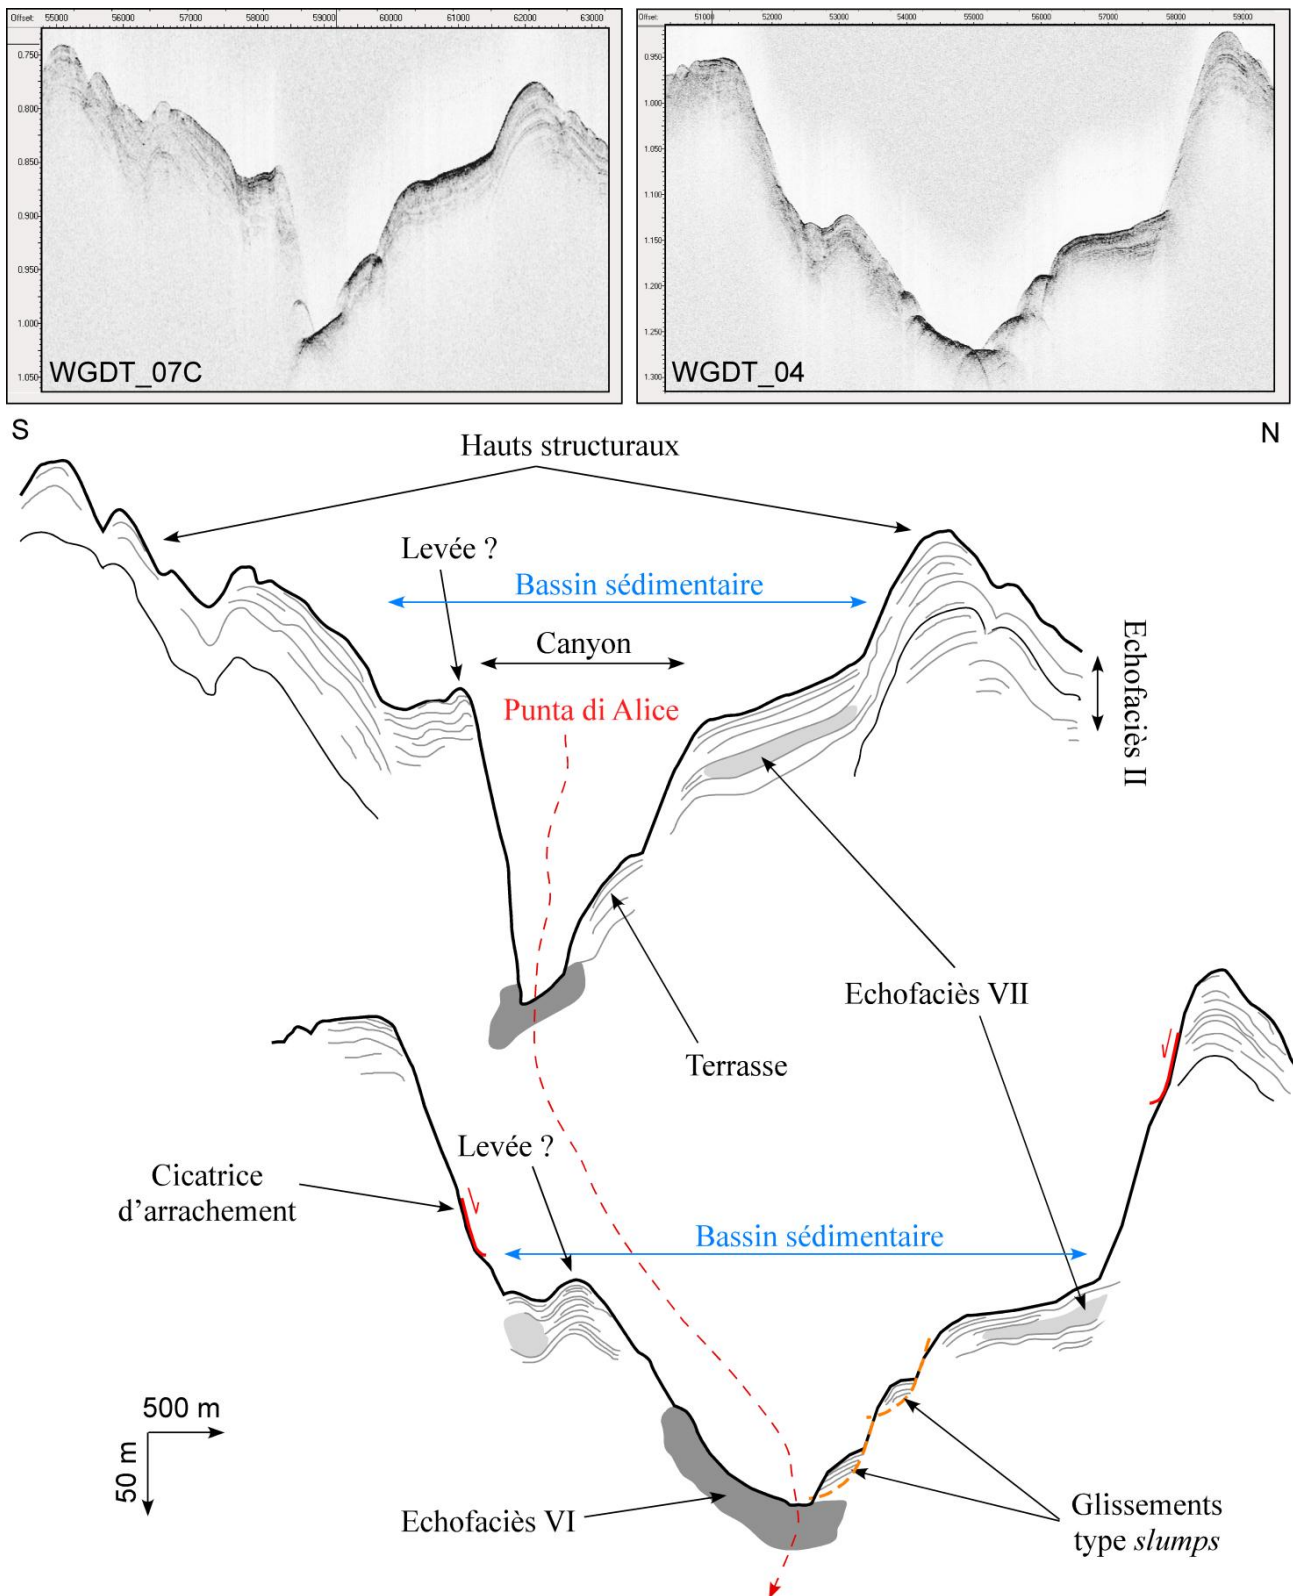 Offset: 55000 56000 57000 58000 59000 60000 61000 62000 63000
0.750
0.800
0.850
0.900
0.950
1.000
1.050
WGDT_07C
Offset: 51000 52000 53000 54000 55000 56000 57000 58000 59000
0.950
1.000
1.050
1.100
1.150
1.200
1.250
1.300
WGDT_04
S
N
Hauts structuraux
Levée ?
Bassin sédimentaire
Canyon
Punta di Alice
Echofaciès II
Echofaciès VII
Terrasse
Levée ?
Cicatrice
d'arrachement
Bassin sédimentaire
500 m
50 m
Echofaciès VI
Glissements
type slumps